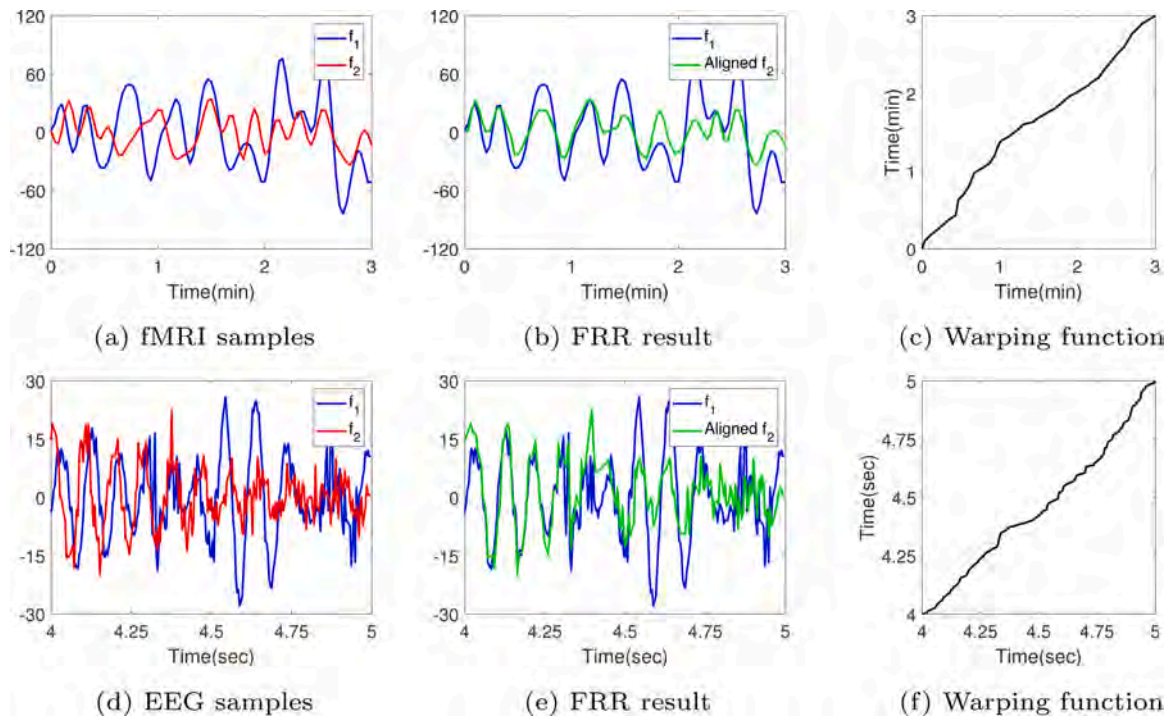 120
60
0
-60
-120
0
1
2
3
Time(min)
f1
f2
(a) fMRI samples
120
60
0
-60
-120
0
1
2
3
Time(min)
f1
Aligned f2
(b) FRR result
3
2
1
0
Time(min)
0
1
2
3
Time(min)
(c) Warping function
30
15
0
-15
-30
4
4.25
4.5
4.75
5
Time(sec)
f1
f2
(d) EEG samples
30
15
0
-15
-30
4
4.25
4.5
4.75
5
Time(sec)
f1
Aligned f2
(e) FRR result
5
4.75
4.5
4.25
4
Time(sec)
4
4.25
4.5
4.75
5
Time(sec)
(f) Warping function